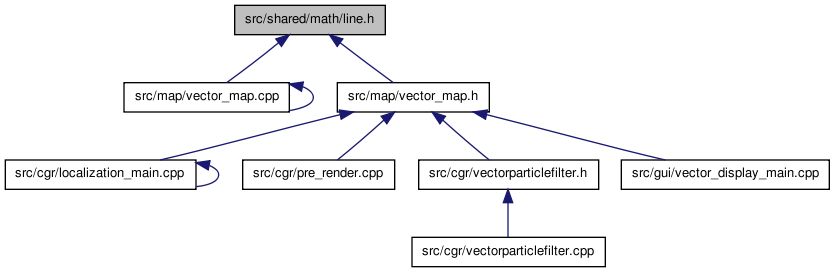 src/shared/math/line.h
src/map/vector_map.cpp
src/map/vector_map.h
src/cgr/localization_main.cpp
src/cgr/pre_render.cpp
src/cgr/vectorparticlefilter.h
src/gui/vector_display_main.cpp
src/cgr/vectorparticlefilter.cpp